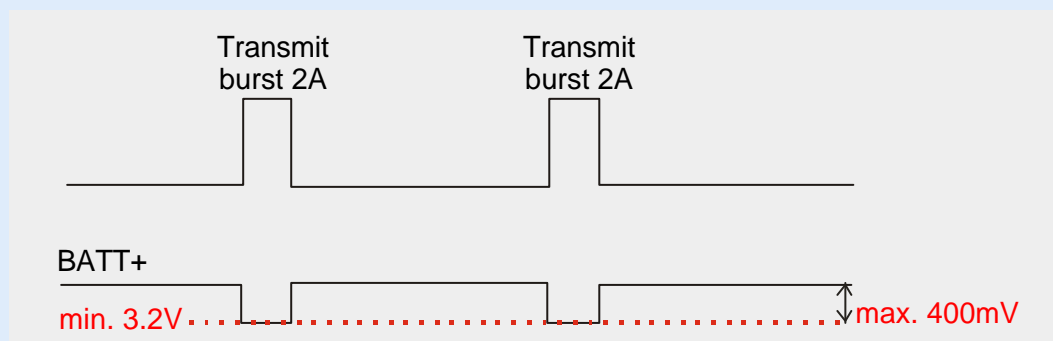 Transmit
burst 2A
Transmit
burst 2A
BATT+
min. 3.2V
max. 400mV